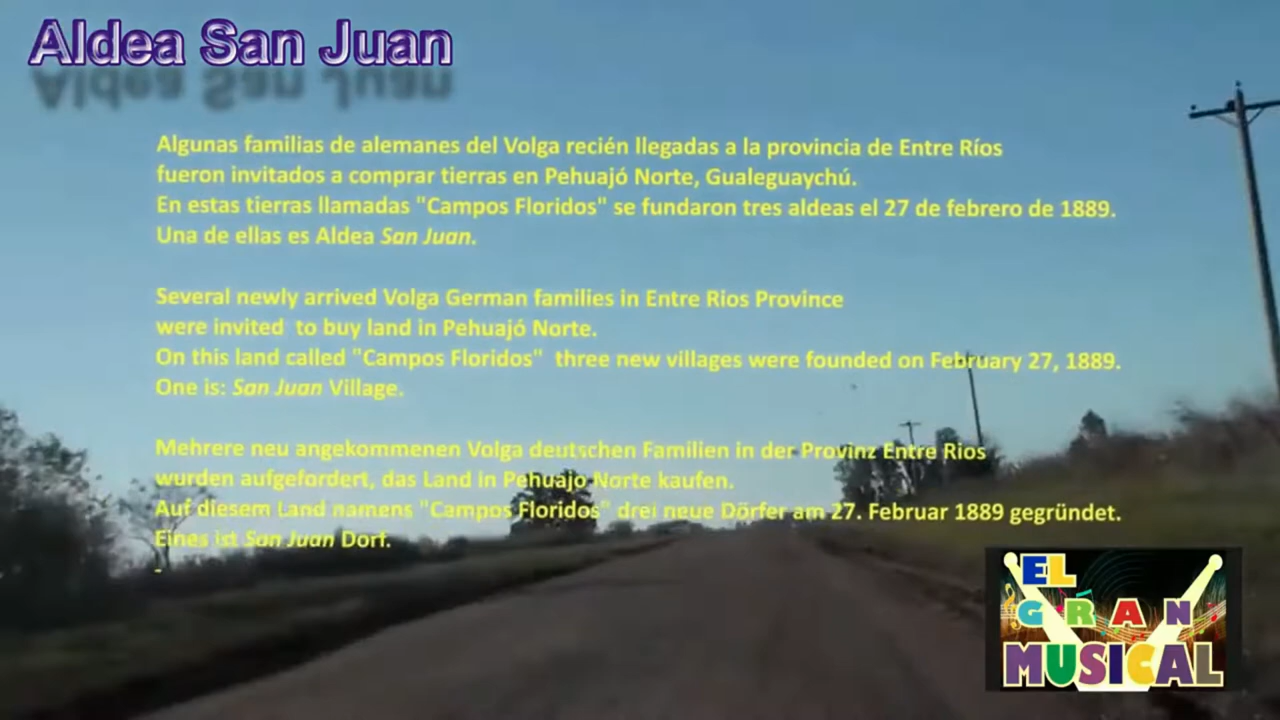 Aldea San Juan
Algunas familias de alemanes del Volga recién llegadas a la provincia de Entre Ríos
fueron invitados a comprar tierras en Pehuajó Norte, Gualeguaychú.
En estas tierras llamadas "Campos Floridos" se fundaron tres aldeas el 27 de febrero de 1889.
Una de ellas es Aldea San Juan.
Several newly arrived Volga German families in Entre Rios Province
were invited to buy land in Pehuajó Norte.
On this land called "Campos Floridos" three new villages were founded on February 27, 1889.
One is: San Juan Village.
Mehrere neu angekommenen Volga deutschen Familien in der Provinz Entre Rios
wurden aufgefordert, das Land in Pehuajo Norte kaufen.
Auf diesem Land namens "Campos Floridos" drei neue Dörfer am 27. Februar 1889 gegründet.
Eines ist San Juan Dorf.
EL
GRAN
MUSICAL